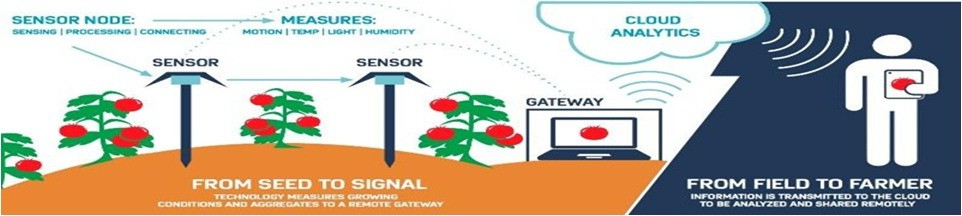 SENSOR NODE:
SENSING | PROCESSING | CONNECTING
MEASURES:
MOTION | TEMP | LIGHT | HUMIDITY
CLOUD
ANALYTICS
SENSOR
SENSOR
GATEWAY
FROM SEED TO SIGNAL
TECHNOLOGY MEASURES GROWING
CONDITIONS AND AGGREGATES TO A REMOTE GATEWAY
FROM FIELD TO FARMER
INFORMATION IS TRANSMITTED TO THE CLOUD
TO BE ANALYZED AND SHARED REMOTELY